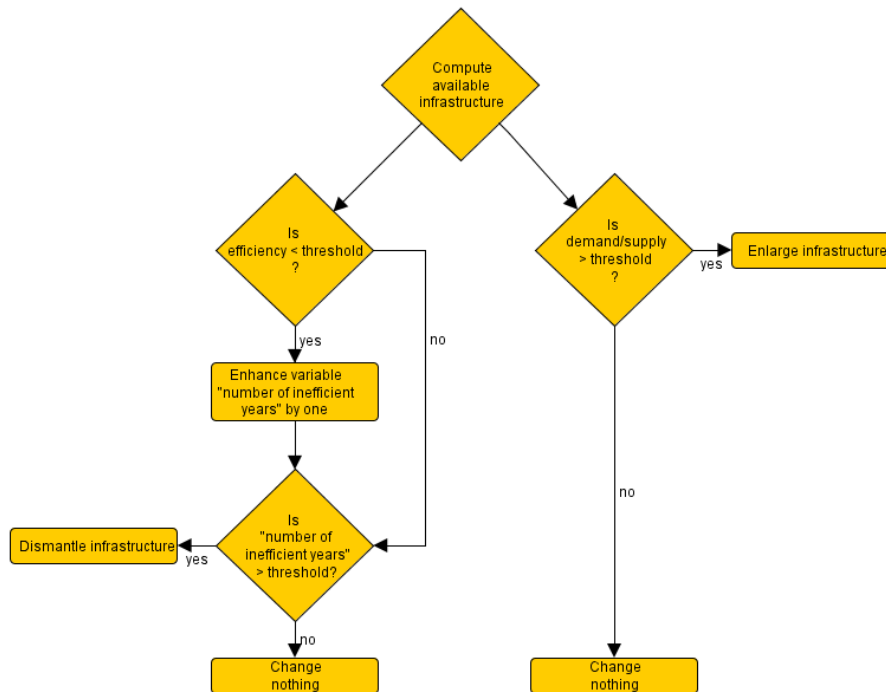 Compute
available
infrastructure
Is
efficiency < threshold
?
Is
demand/supply
> threshold
?
yes
Enlarge infrastructure
yes
no
Enhance variable
"number of inefficient
years" by one
no
Is
"number of
inefficient years"
> threshold?
yes
Dismantle infrastructure
no
Change
nothing
Change
nothing